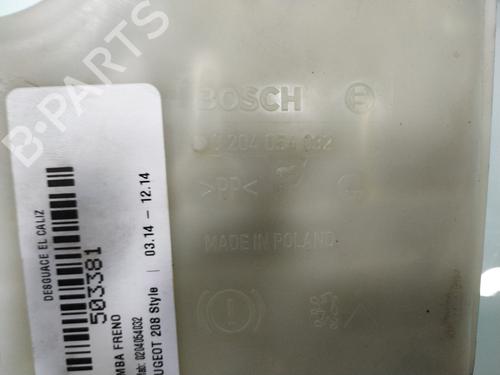 BOSCH
0 204 054 032
>PP<
MADE IN POLAND
DESGUACE EL CALIZ
503381
MBA FRENO
0204054032
UGEOT 208 Style | 03.14 - 12.14
B-PARTS